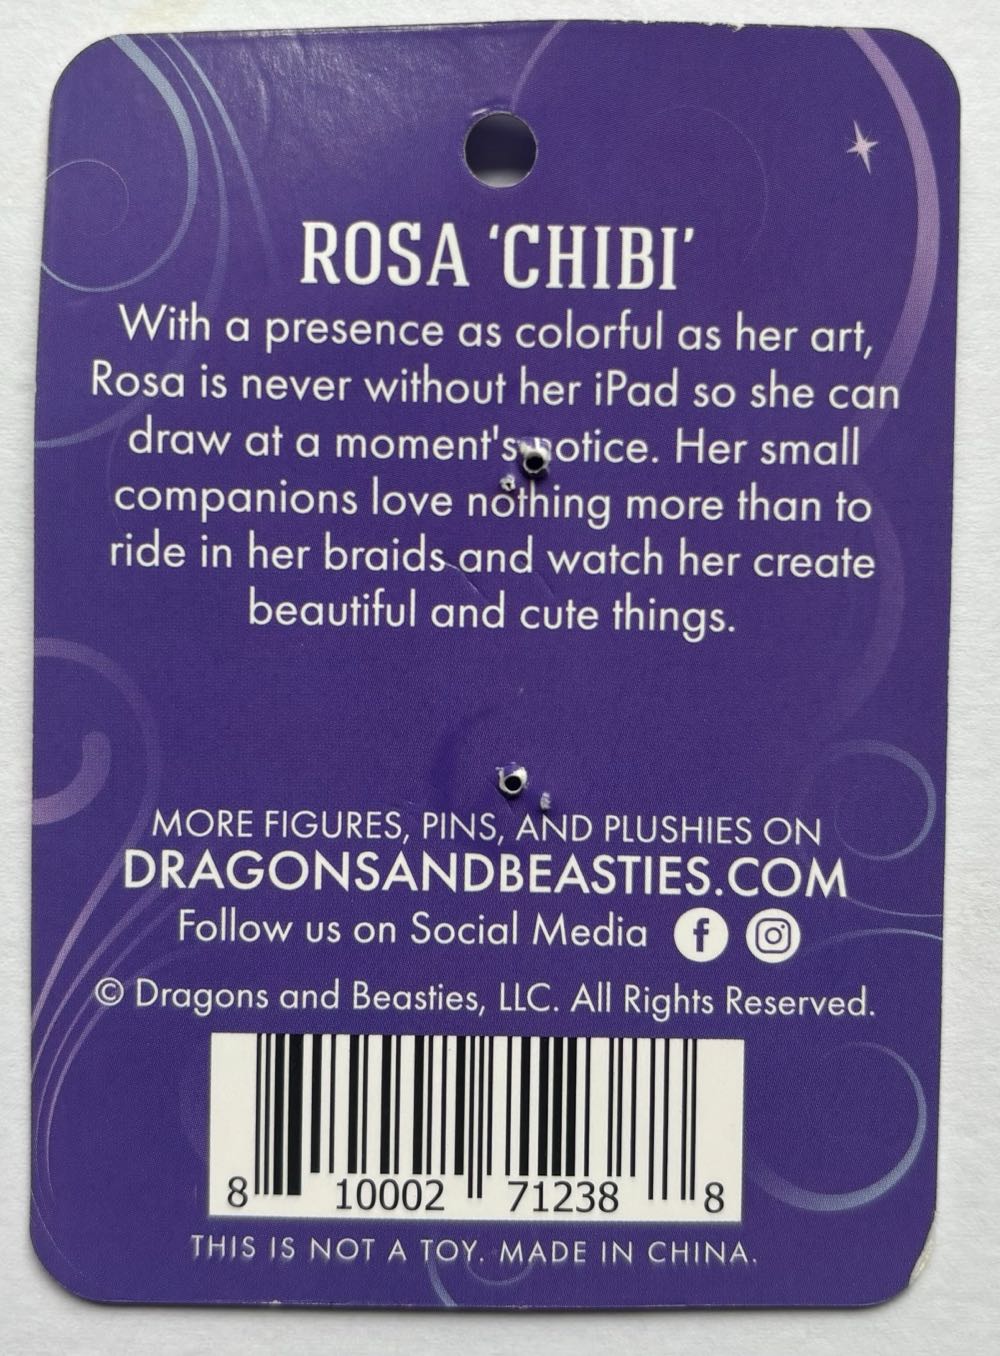 ROSA ‘CHIBI’
With a presence as colorful as her art,
Rosa is never without her iPad so she can
draw at a moment's notice. Her small
companions love nothing more than to
ride in her braids and watch her create
beautiful and cute things.
MORE FIGURES, PINS, AND PLUSHIES ON
DRAGONSANDBEASTIES.COM
Follow us on Social Media f
© Dragons and Beasties, LLC. All Rights Reserved.
8 10002 71238 8
THIS IS NOT A TOY. MADE IN CHINA.